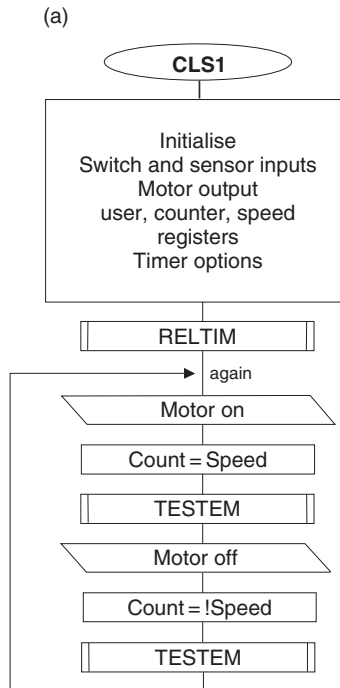 (a)
CLS1
Initialise
Switch and sensor inputs
Motor output
user, counter, speed
registers
Timer options
RELTIM
again
Motor on
Count = Speed
TESTEM
Motor off
Count = !Speed
TESTEM